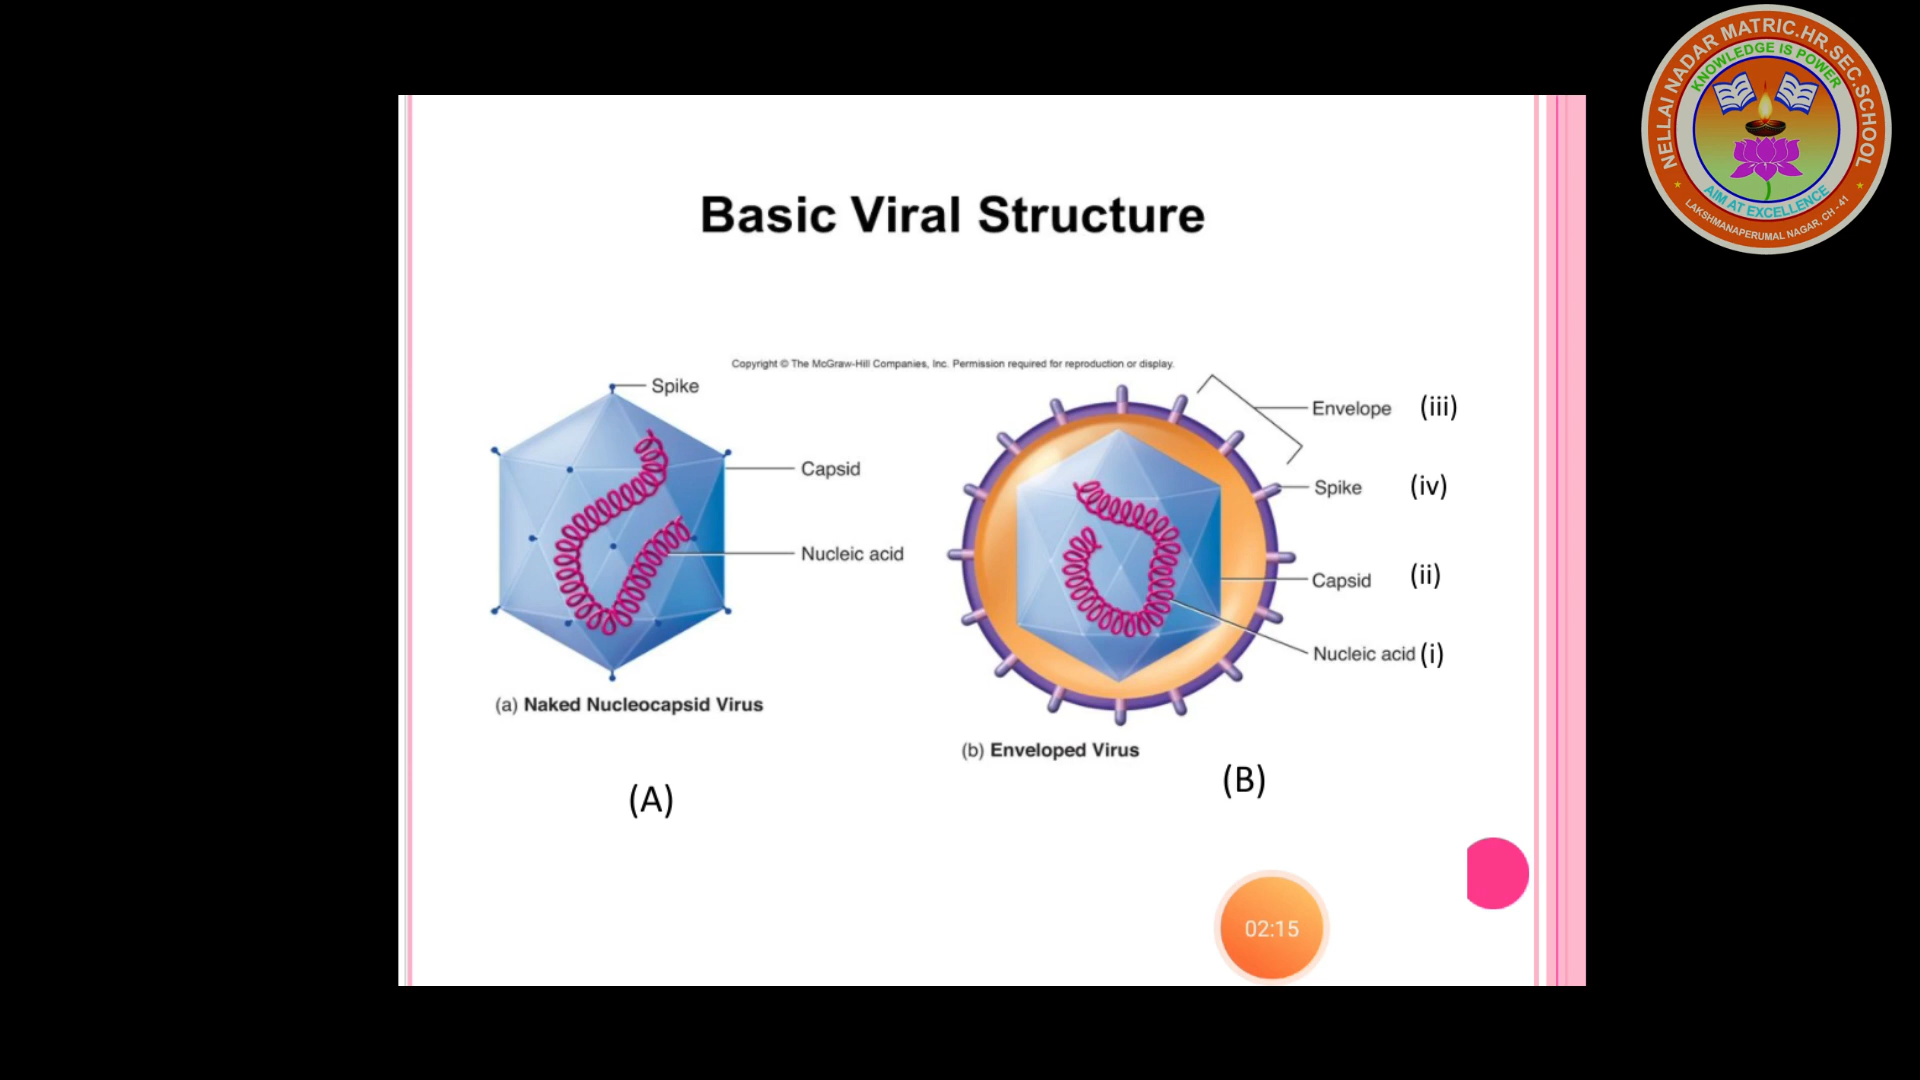 NELLAI NADAR MATRIC.HR.SEC.SCHOOL
KNOWLEDGE IS POWER
AIM AT EXCELLENCE
LAKSHMANAPERUMAL NAGAR, CH - 41
Basic Viral Structure
Copyright © The McGraw-Hill Companies, Inc. Permission required for reproduction or display.
Spike
Capsid
Nucleic acid
(a) Naked Nucleocapsid Virus
(A)
Envelope (iii)
Spike (iv)
Capsid (ii)
Nucleic acid (i)
(b) Enveloped Virus
(B)
02:15